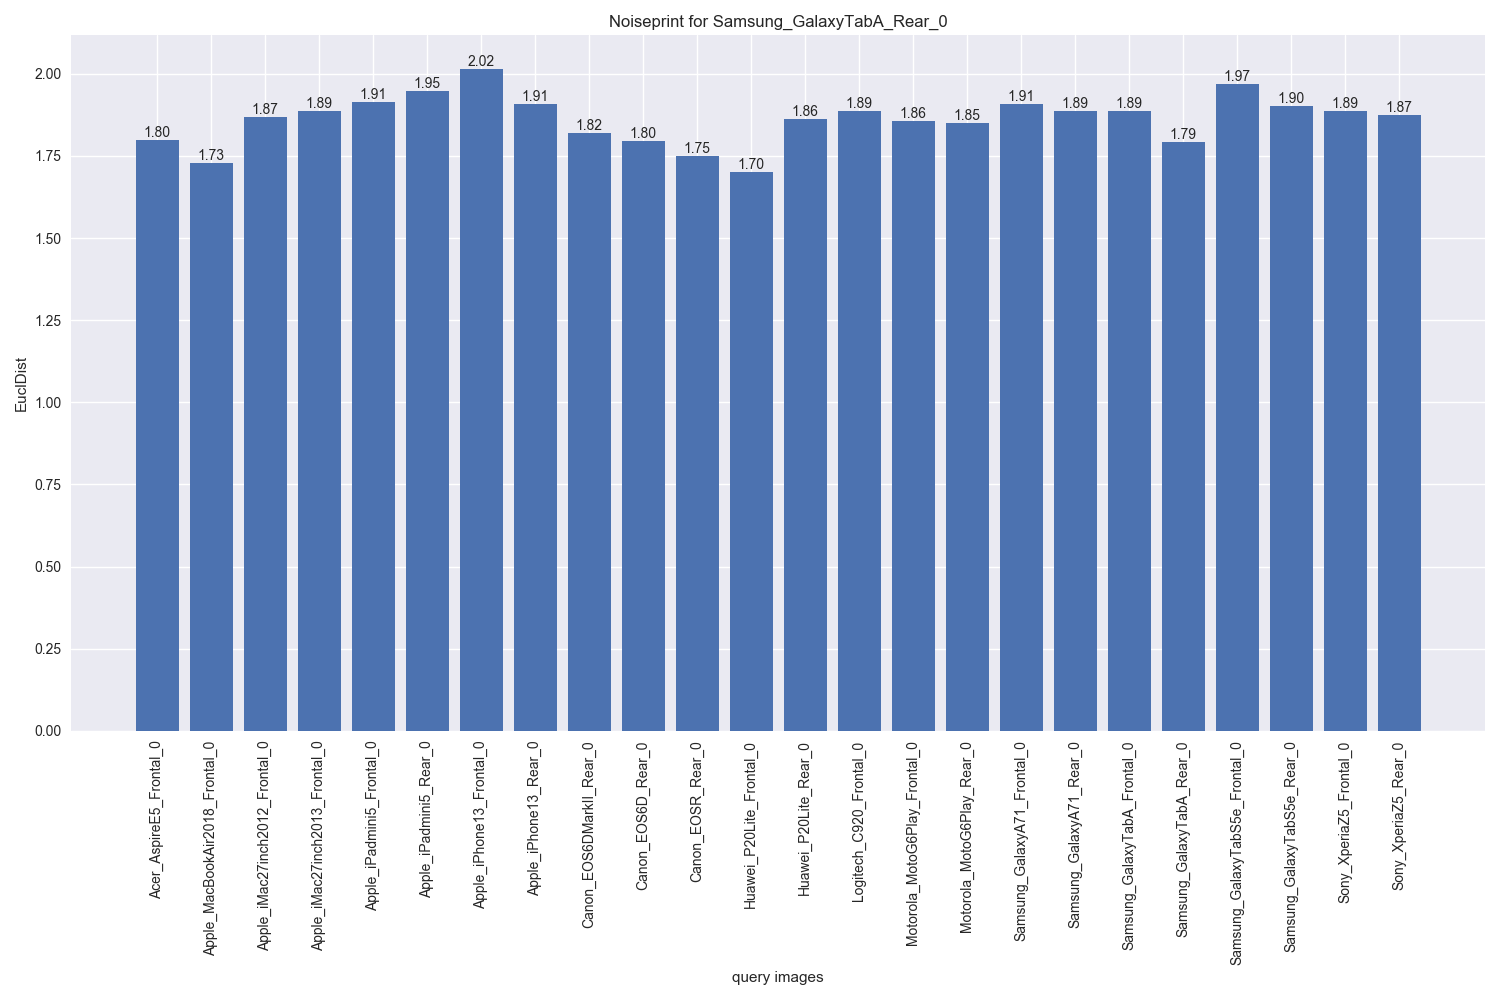 Noiseprint for Samsung_GalaxyTabA_Rear_0
EuclDist
2.00
1.75
1.50
1.25
1.00
0.75
0.50
0.25
0.00
1.80
1.73
1.87
1.89
1.91
1.95
2.02
1.91
1.82
1.80
1.75
1.70
1.86
1.89
1.86
1.85
1.91
1.89
1.89
1.79
1.97
1.90
1.89
1.87
Acer_AspireE5_Frontal_0
Apple_MacBookAir2018_Frontal_0
Apple_iMac27inch2012_Frontal_0
Apple_iMac27inch2013_Frontal_0
Apple_iPadmini5_Frontal_0
Apple_iPadmini5_Rear_0
Apple_iPhone13_Frontal_0
Apple_iPhone13_Rear_0
Canon_EOS6DMarkII_Rear_0
Canon_EOS6D_Rear_0
Canon_EOSR_Rear_0
Huawei_P20Lite_Frontal_0
Huawei_P20Lite_Rear_0
Logitech_C920_Frontal_0
Motorola_MotoG6Play_Frontal_0
Motorola_MotoG6Play_Rear_0
Samsung_GalaxyA71_Frontal_0
Samsung_GalaxyA71_Rear_0
Samsung_GalaxyTabA_Frontal_0
Samsung_GalaxyTabA_Rear_0
Samsung_GalaxyTabS5e_Frontal_0
Samsung_GalaxyTabS5e_Rear_0
Sony_XperiaZ5_Frontal_0
Sony_XperiaZ5_Rear_0
query images